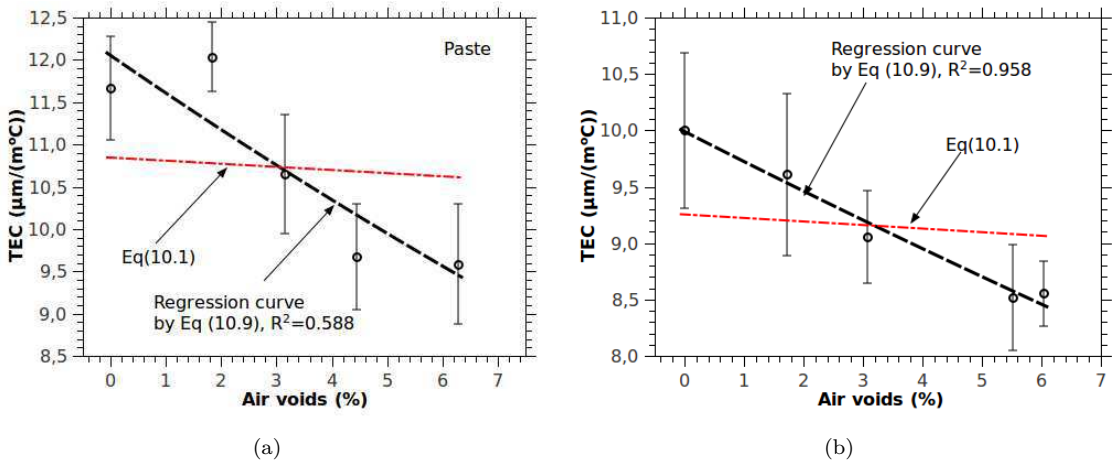 12,0
11,5
11,0
10,5
10,0
9,5
9,0
8,5
TEC (µm/(m°C))
Paste
Eq(10.1)
Regression curve
by Eq (10.9), R²=0.588
0 1 2 3 4 5 6 7
Air voids (%)
(a)
11,0
10,5
10,0
9,5
9,0
8,5
8,0
TEC (µm/(m°C))
Regression curve
by Eq (10.9), R²=0.958
Eq(10.1)
0 1 2 3 4 5 6 7
Air voids (%)
(b)